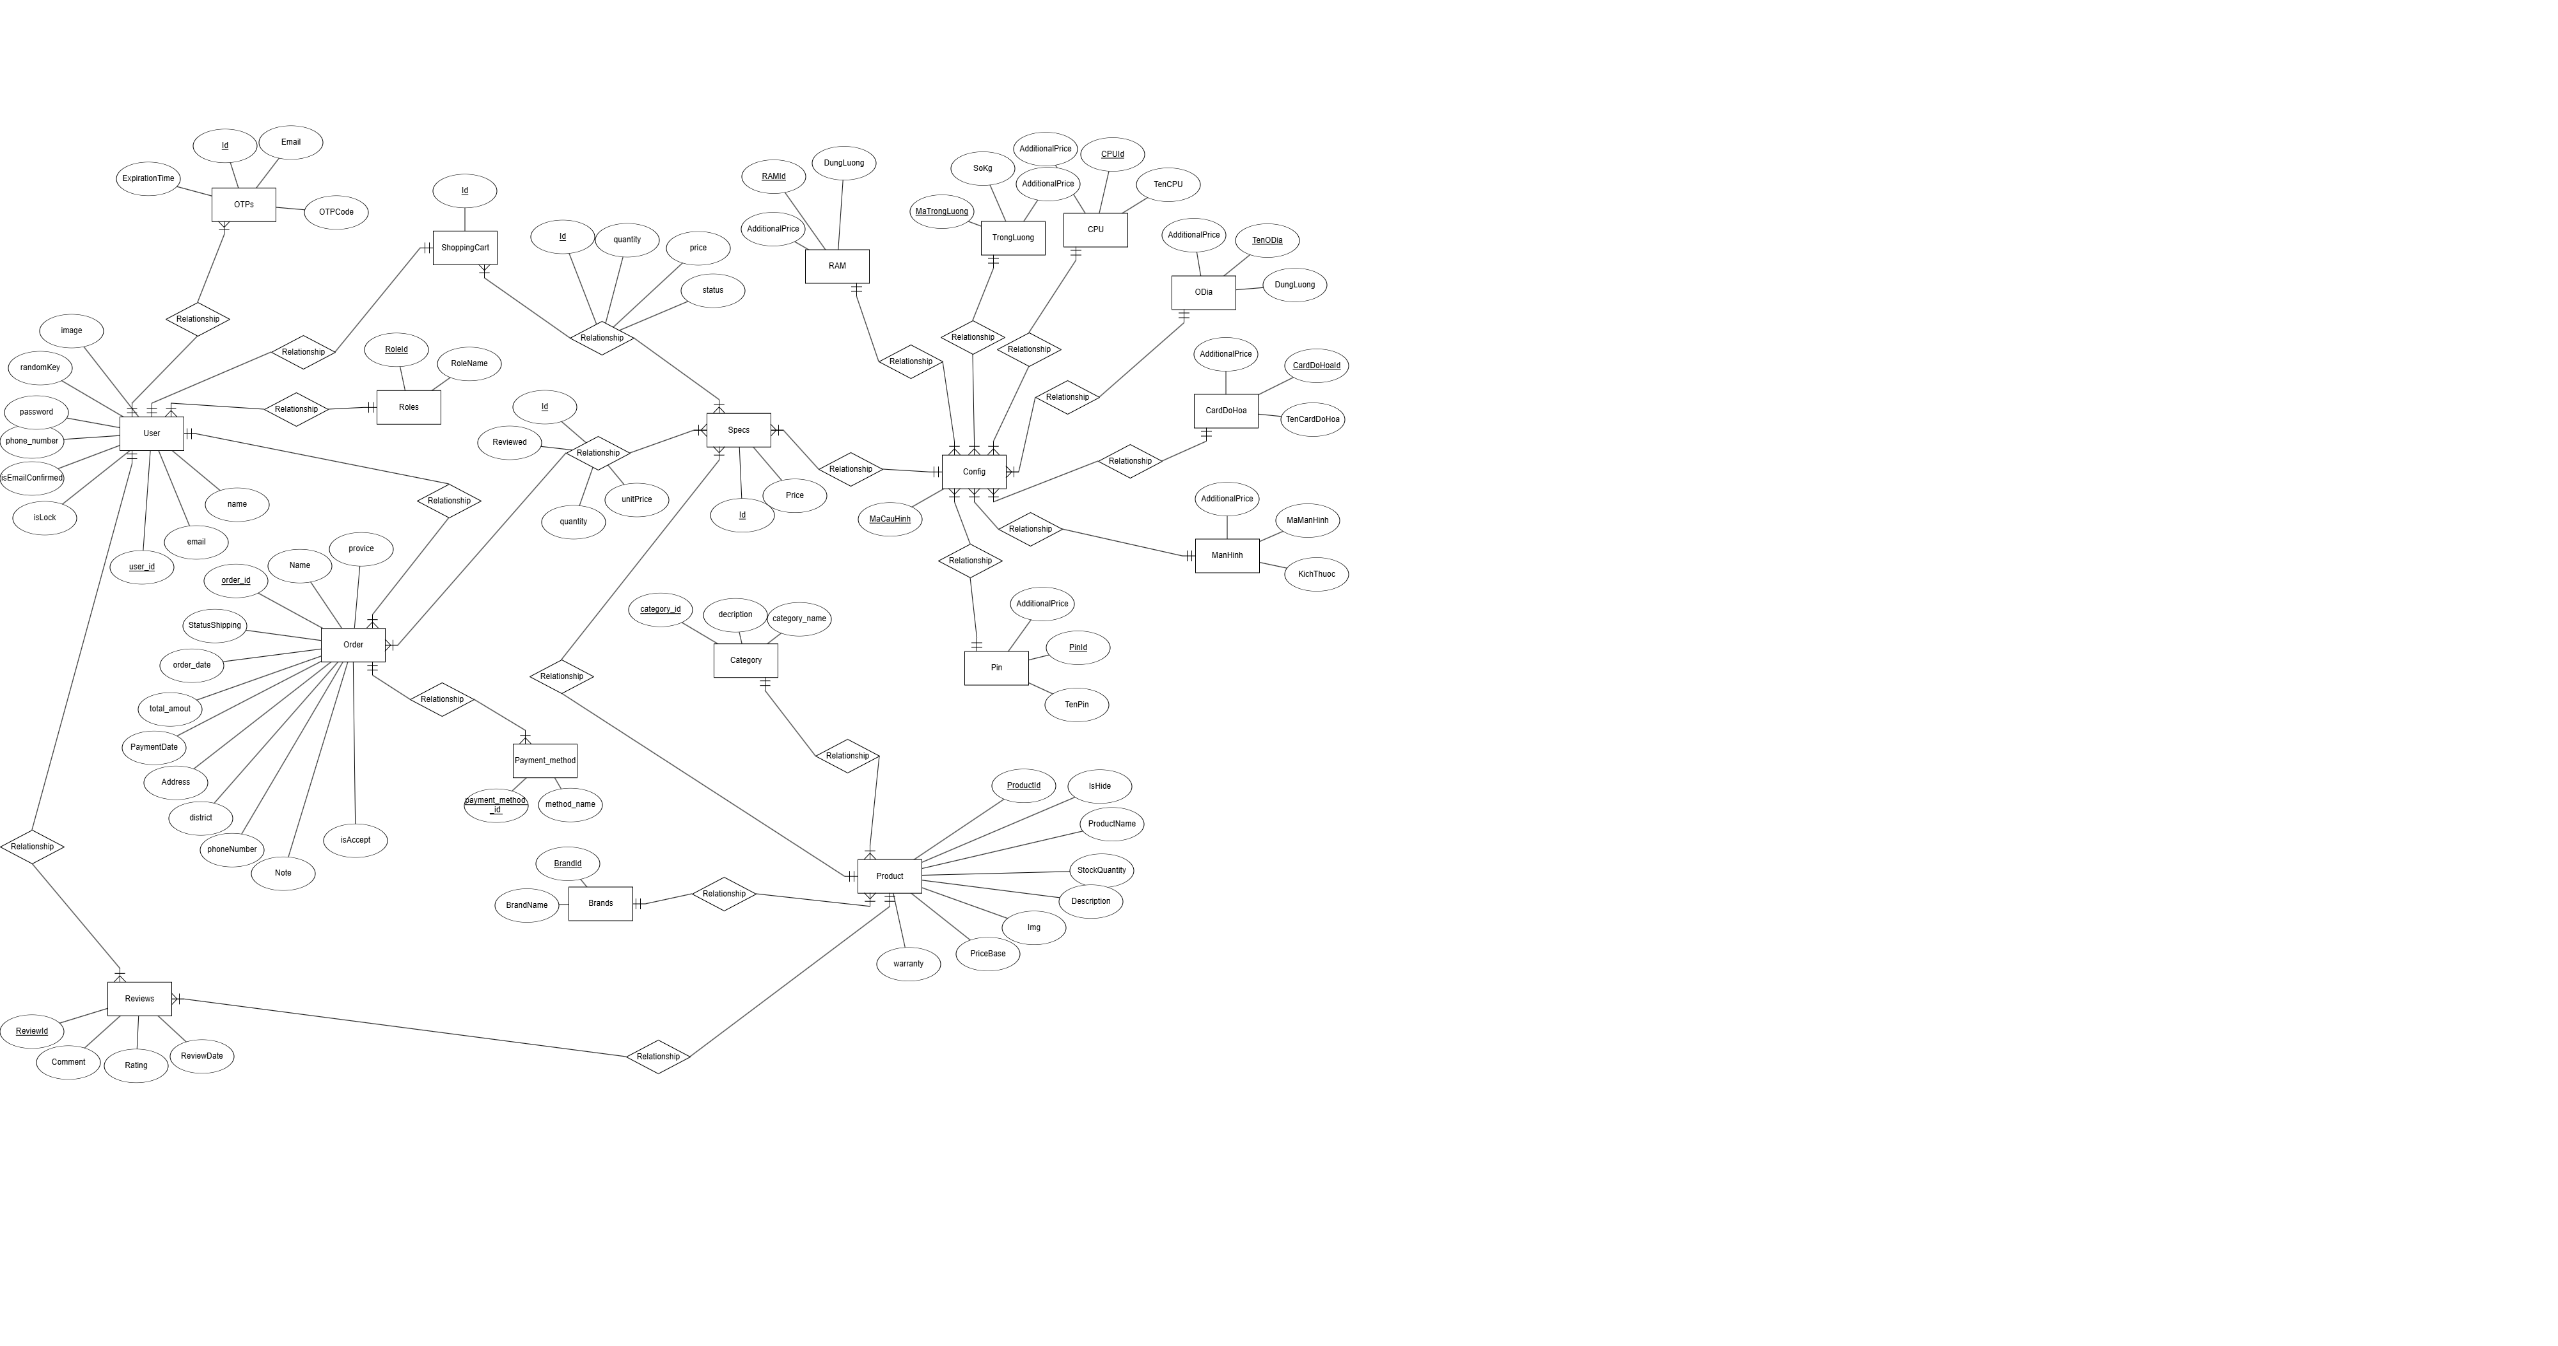 Id
Email
ExpirationTime
OTPs
OTPCode
Id
ShoppingCart
Id
quantity
price
status
Relationship
RAMId
DungLuong
AdditionalPrice
RAM
SoKg
AdditionalPrice
CPUId
AdditionalPrice
TenCPU
MaTrongLuong
TrongLuong
CPU
AdditionalPrice
TenODia
ODia
DungLuong
Relationship
Relationship
Relationship
Relationship
Relationship
Relationship
AdditionalPrice
CardDoHoaId
CardDoHoa
TenCardDoHoa
Relationship
image
randomKey
password
phone_number
isEmailConfirmed
isLock
User
name
email
user_id
RoleId
RoleName
Relationship
Roles
Relationship
Id
Reviewed
Relationship
quantity
unitPrice
Specs
Id
Price
Relationship
Config
MaCauHinh
Relationship
Relationship
AdditionalPrice
MaManHinh
ManHinh
KichThuoc
AdditionalPrice
PinId
Pin
TenPin
order_id
Name
provice
StatusShipping
Order
order_date
total_amout
PaymentDate
Address
district
phoneNumber
Note
isAccept
Relationship
Payment_method
payment_method
_id
method_name
Relationship
category_id
decription
category_name
Category
Relationship
Relationship
BrandId
BrandName
Brands
Relationship
Product
ProductId
IsHide
ProductName
StockQuantity
Description
Img
PriceBase
warranty
Reviews
ReviewId
Comment
Rating
ReviewDate
Relationship